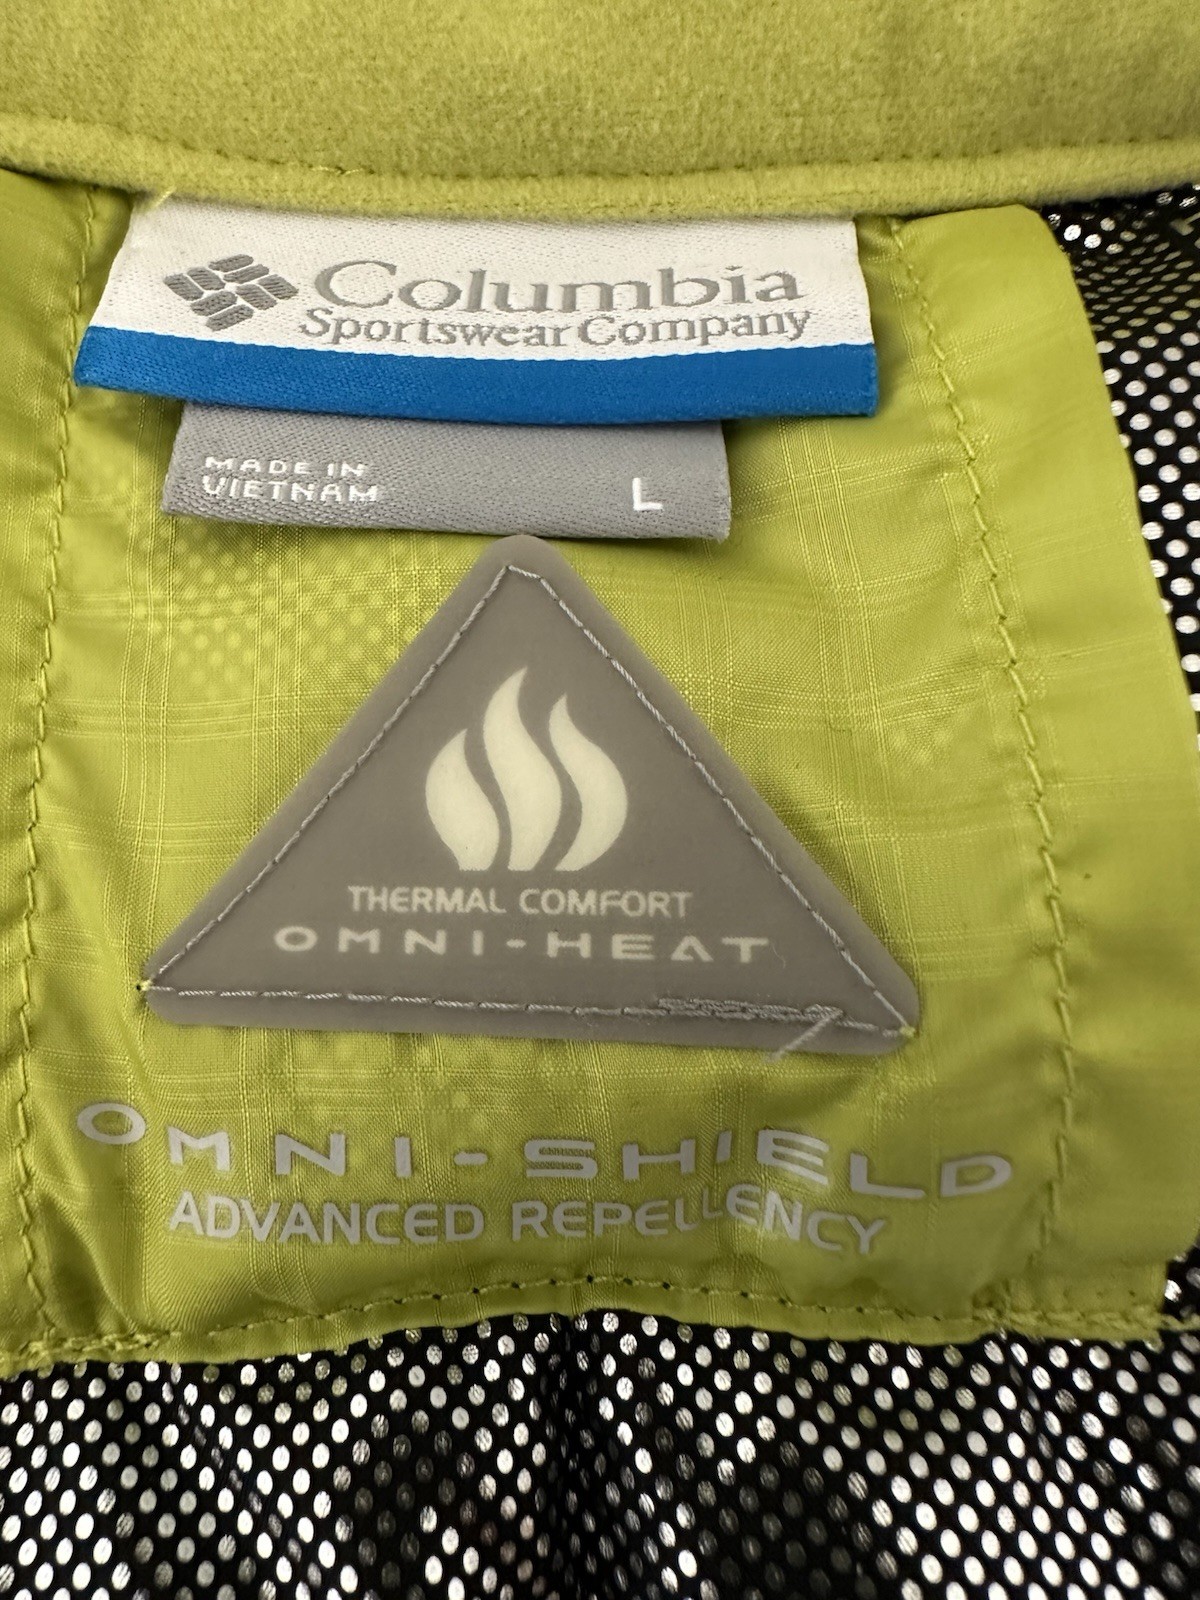 Columbia
Sportswear Company
MADE IN
VIETNAM
L
THERMAL COMFORT
OMNI-HEAT
OMNI-SHIELD
ADVANCED REPELLENCY